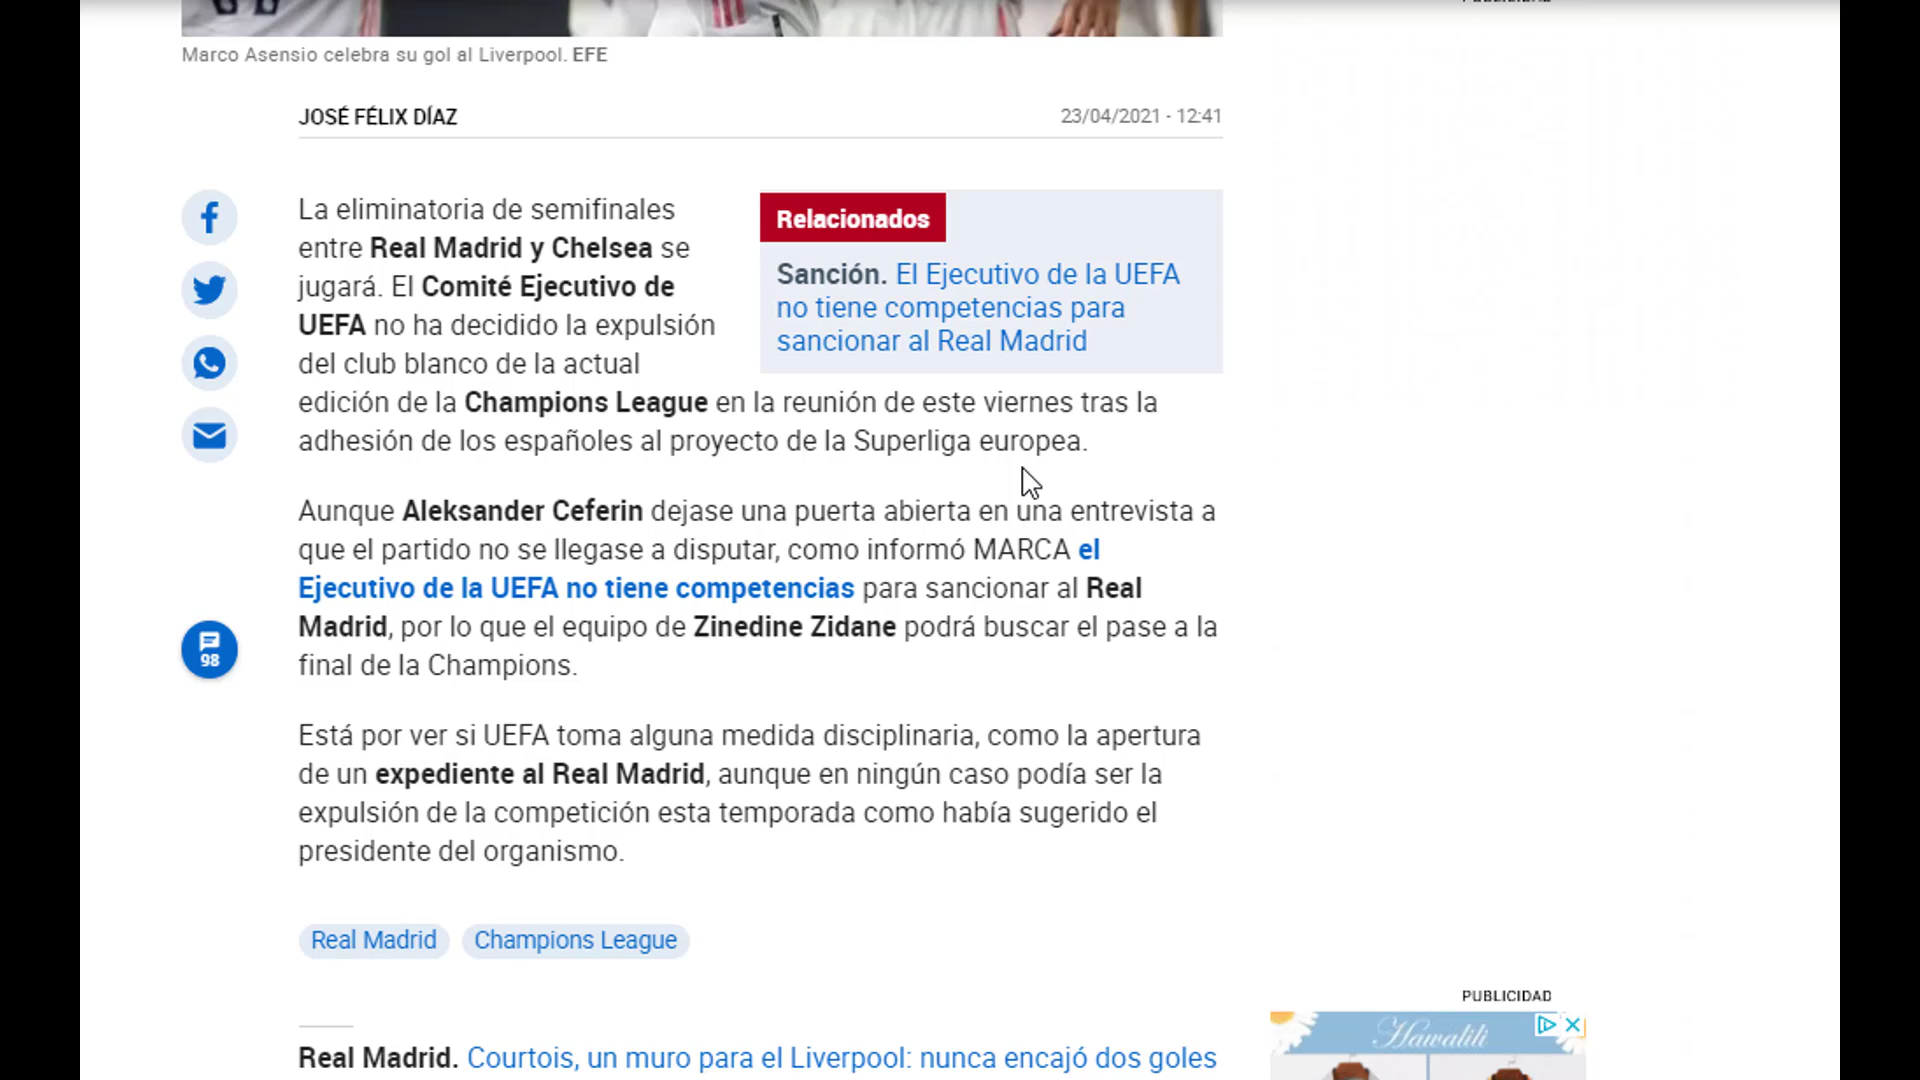 Marco Asensio celebra su gol al Liverpool. EFE
JOSÉ FÉLIX DÍAZ
23/04/2021 - 12:41
La eliminatoria de semifinales
entre Real Madrid y Chelsea se
jugará. El Comité Ejecutivo de
UEFA no ha decidido la expulsión
del club blanco de la actual
edición de la Champions League en la reunión de este viernes tras la
adhesión de los españoles al proyecto de la Superliga europea.
Relacionados
Sanción. El Ejecutivo de la UEFA
no tiene competencias para
sancionar al Real Madrid
Aunque Aleksander Ceferin dejase una puerta abierta en una entrevista a
que el partido no se llegase a disputar, como informó MARCA el
Ejecutivo de la UEFA no tiene competencias para sancionar al Real
Madrid, por lo que el equipo de Zinedine Zidane podrá buscar el pase a la
final de la Champions.
98
Está por ver si UEFA toma alguna medida disciplinaria, como la apertura
de un expediente al Real Madrid, aunque en ningún caso podía ser la
expulsión de la competición esta temporada como había sugerido el
presidente del organismo.
Real Madrid
Champions League
PUBLICIDAD
Hawalili
Real Madrid. Courtois, un muro para el Liverpool: nunca encajó dos goles